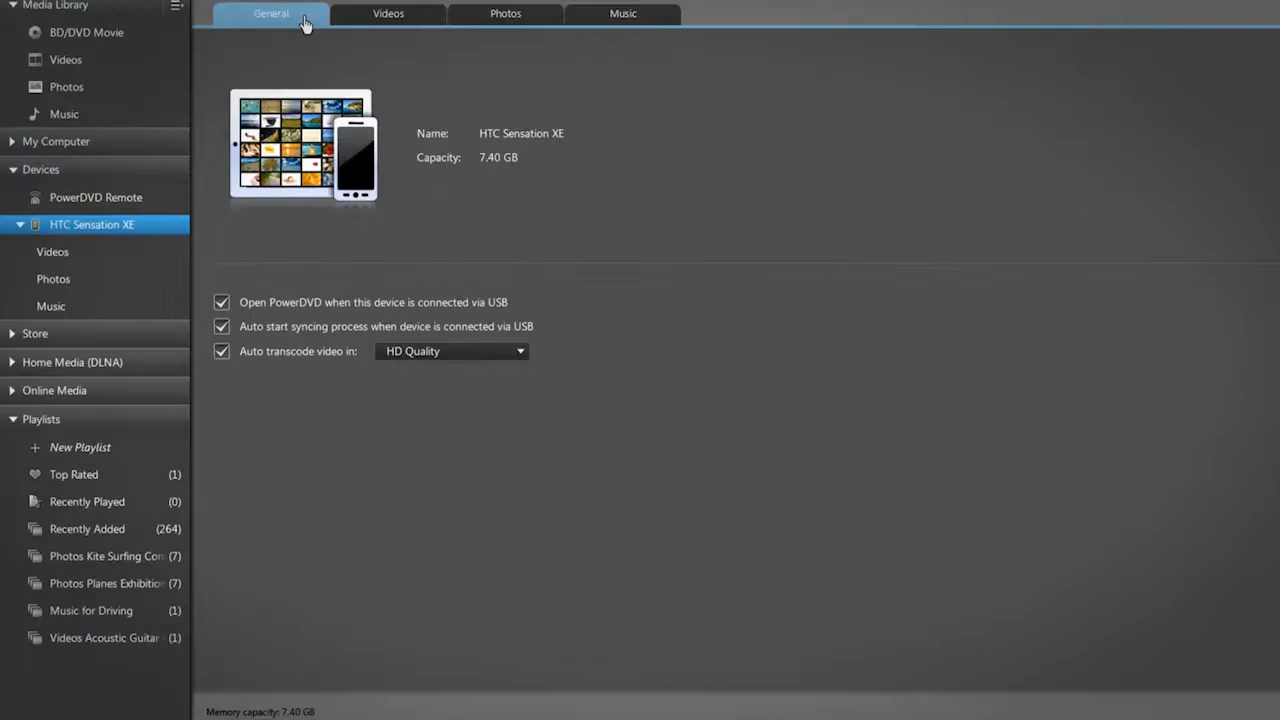 Media Library
BD/DVD Movie
Videos
Photos
Music
My Computer
Devices
PowerDVD Remote
HTC Sensation XE
Videos
Photos
Music
Store
Home Media (DLNA)
Online Media
Playlists
New Playlist
Top Rated (1)
Recently Played (0)
Recently Added (264)
Photos Kite Surfing Con (7)
Photos Planes Exhibition (7)
Music for Driving (1)
Videos Acoustic Guitar (1)
General Videos Photos Music
Name: HTC Sensation XE
Capacity: 7.40 GB
Open PowerDVD when this device is connected via USB
Auto start syncing process when device is connected via USB
Auto transcode video in: HD Quality
Memory capacity: 7.40 GB